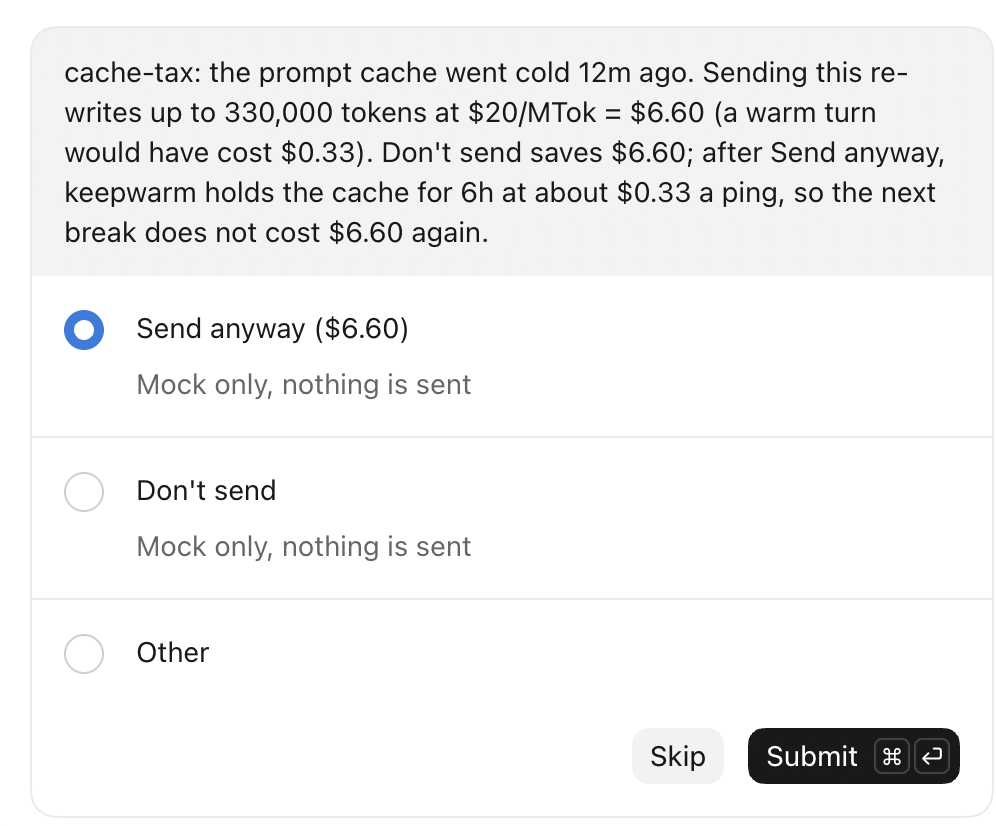 cache-tax: the prompt cache went cold 12m ago. Sending this re-
writes up to 330,000 tokens at $20/MTok = $6.60 (a warm turn
would have cost $0.33). Don't send saves $6.60; after Send anyway,
keepwarm holds the cache for 6h at about $0.33 a ping, so the next
break does not cost $6.60 again.
Send anyway ($6.60)
Mock only, nothing is sent
Don't send
Mock only, nothing is sent
Other
Skip
Submit ⌘ ↵